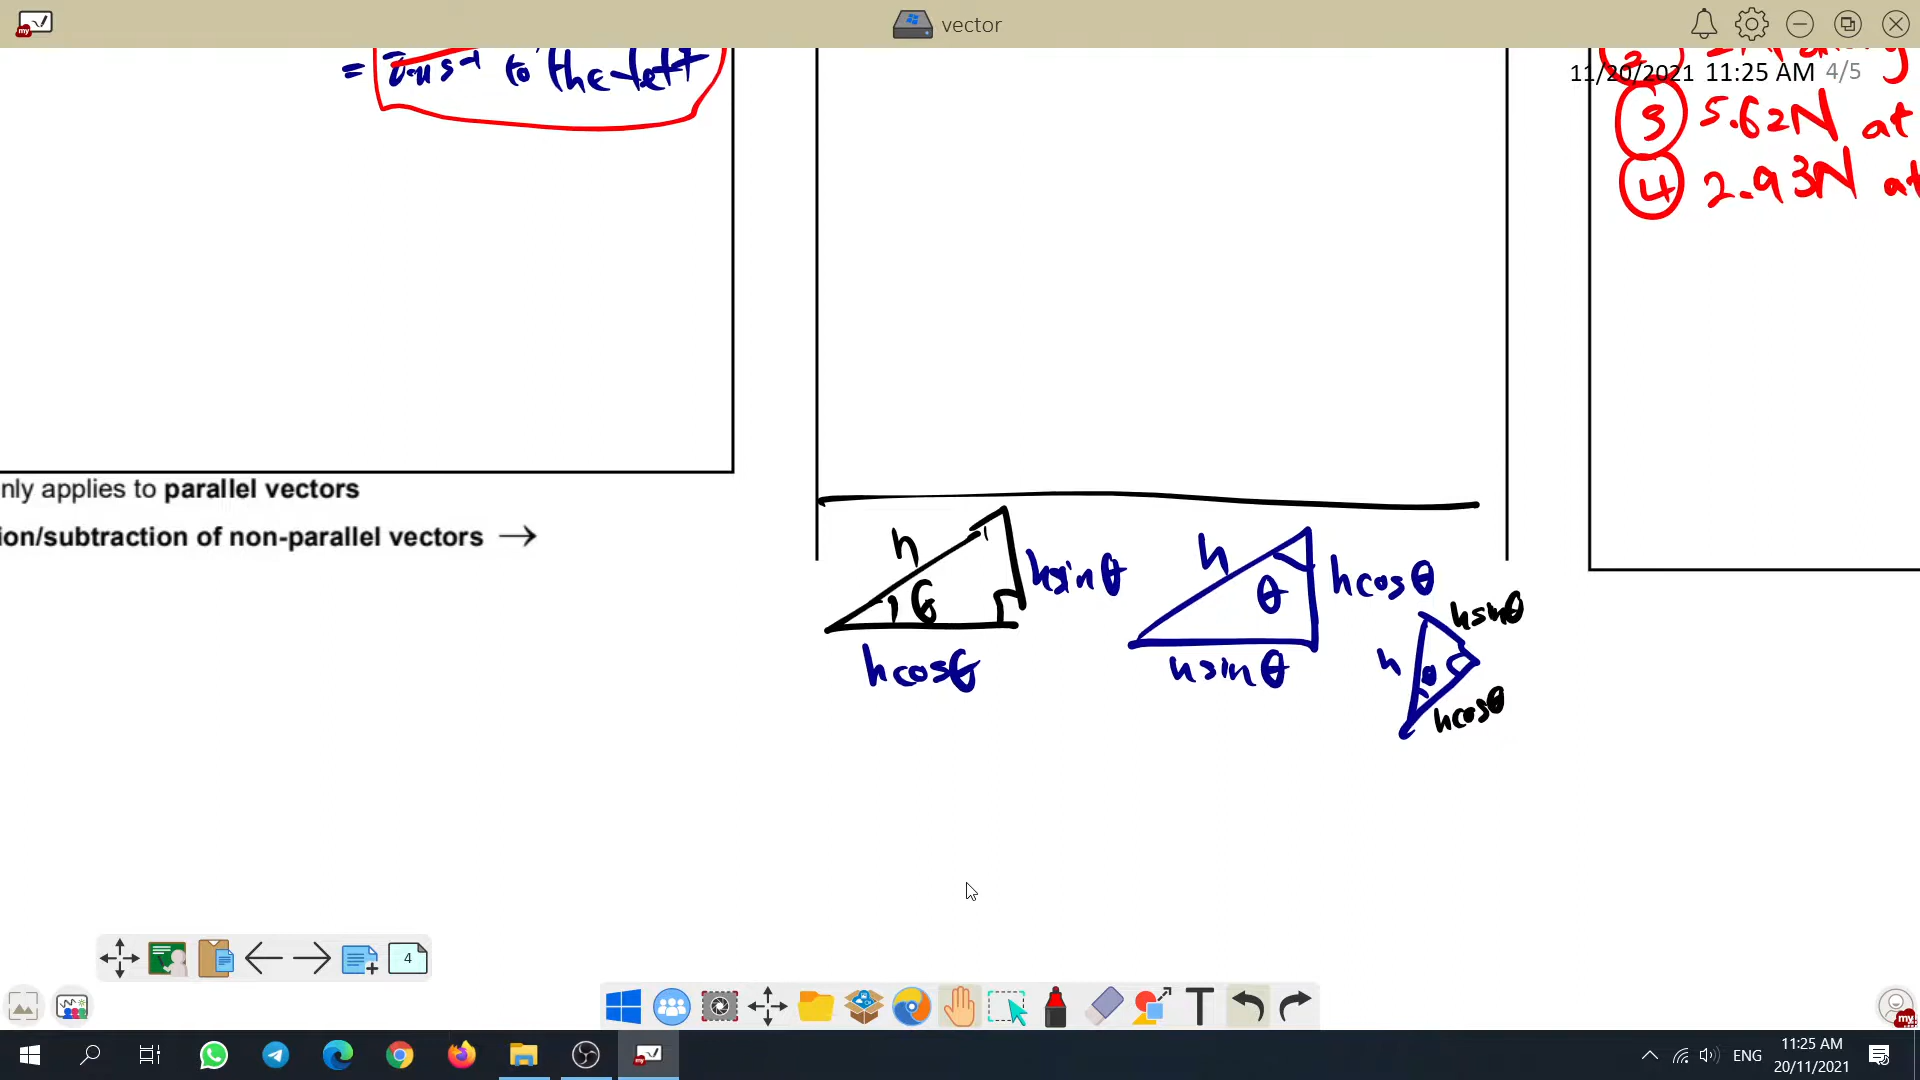 vector
11/20/2021 11:25 AM 4/5
= to the left
③ 5.62N at
④ 2.93N at
nly applies to parallel vectors
ion/subtraction of non-parallel vectors →
h
θ
hsinθ
hcosθ
h
θ
hcosθ
hsinθ
hsinθ
h
θ
hcosθ
4
T
my
my
ENG
11:25 AM
20/11/2021